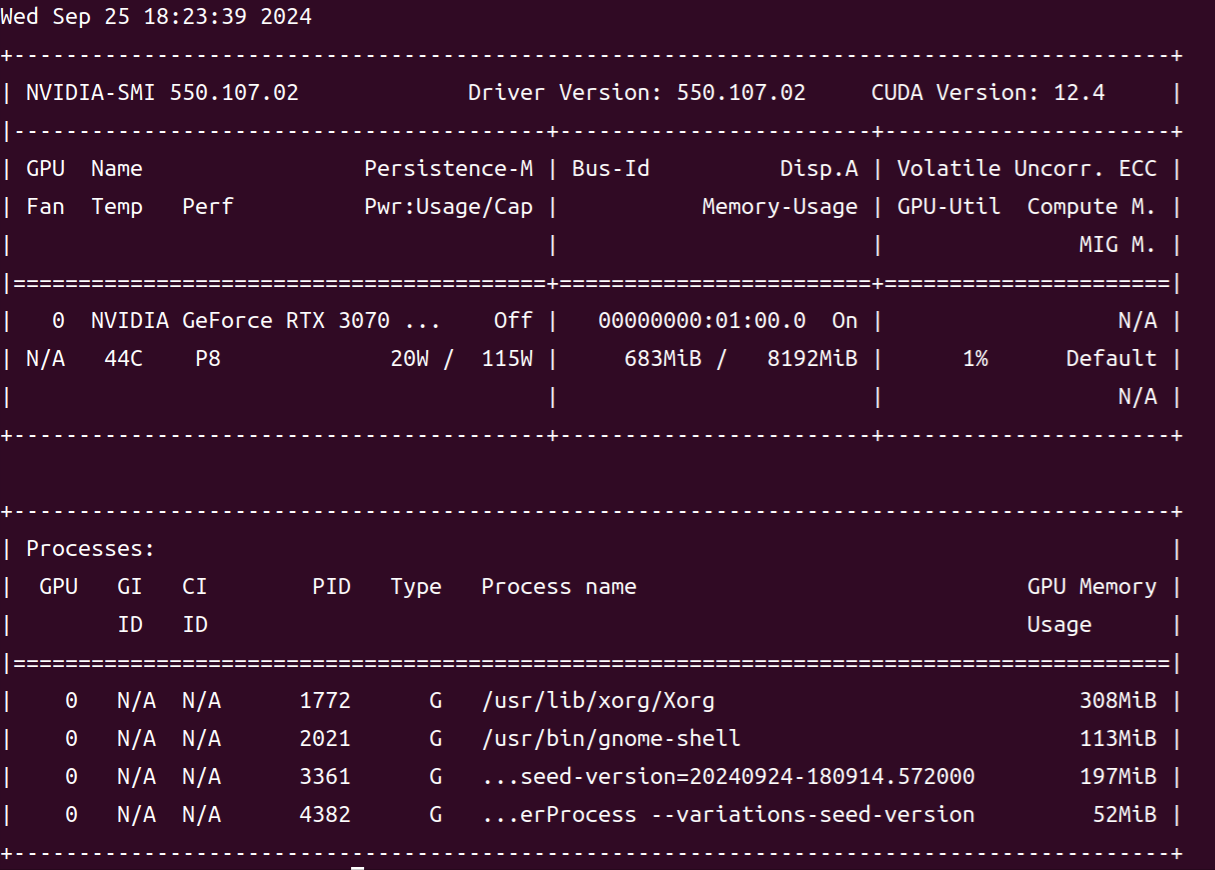 Wed Sep 25 18:23:39 2024
+-----------------------------------------------------------------------------------------+
| NVIDIA-SMI 550.107.02             Driver Version: 550.107.02     CUDA Version: 12.4     |
|-----------------------------------------+------------------------+----------------------+
| GPU  Name                 Persistence-M | Bus-Id          Disp.A | Volatile Uncorr. ECC |
| Fan  Temp   Perf          Pwr:Usage/Cap |           Memory-Usage | GPU-Util  Compute M. |
|                                         |                        |               MIG M. |
|=========================================+========================+======================|
|   0  NVIDIA GeForce RTX 3070 ...    Off |   00000000:01:00.0  On |                  N/A |
| N/A   44C    P8             20W /  115W |     683MiB /   8192MiB |      1%      Default |
|                                         |                        |                  N/A |
+-----------------------------------------+------------------------+----------------------+

+-----------------------------------------------------------------------------------------+
| Processes:                                                                              |
|  GPU   GI   CI        PID   Type   Process name                              GPU Memory |
|        ID   ID                                                               Usage      |
|=========================================================================================|
|    0   N/A  N/A      1772      G   /usr/lib/xorg/Xorg                            308MiB |
|    0   N/A  N/A      2021      G   /usr/bin/gnome-shell                          113MiB |
|    0   N/A  N/A      3361      G   ...seed-version=20240924-180914.572000        197MiB |
|    0   N/A  N/A      4382      G   ...erProcess --variations-seed-version         52MiB |
+-----------------------------------------------------------------------------------------+